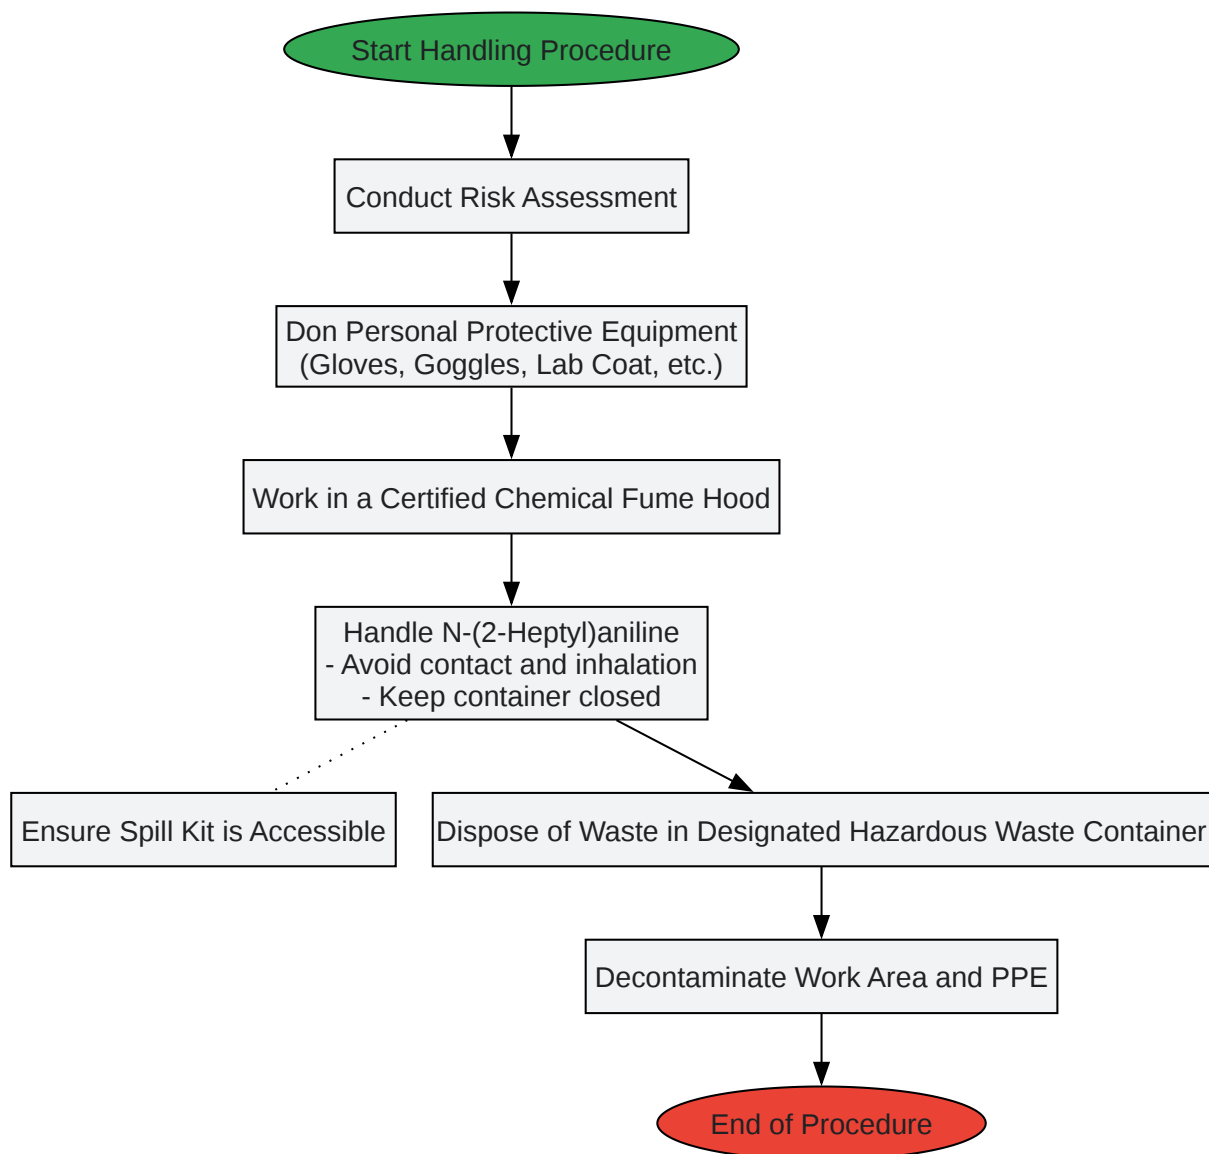 Start Handling Procedure
Conduct Risk Assessment
Don Personal Protective Equipment
(Gloves, Goggles, Lab Coat, etc.)
Work in a Certified Chemical Fume Hood
Handle N-(2-Heptyl)aniline
- Avoid contact and inhalation
- Keep container closed
Ensure Spill Kit is Accessible
Dispose of Waste in Designated Hazardous Waste Container
Decontaminate Work Area and PPE
End of Procedure